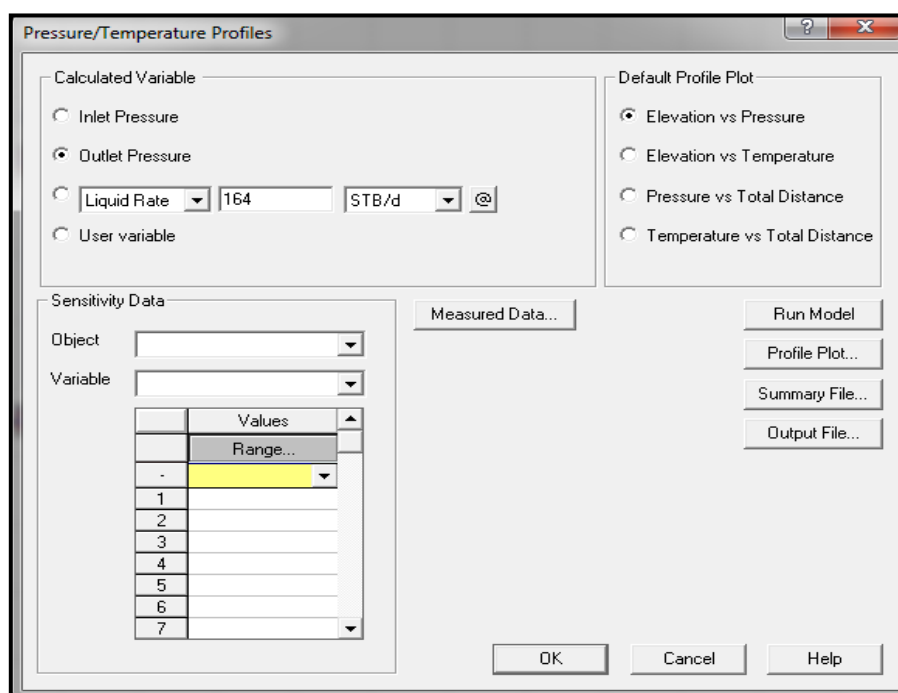 Pressure/Temperature Profiles
?
X
Calculated Variable
Inlet Pressure
Outlet Pressure
Liquid Rate 164 STB/d @
User variable
Default Profile Plot
Elevation vs Pressure
Elevation vs Temperature
Pressure vs Total Distance
Temperature vs Total Distance
Sensitivity Data
Object
Variable
Values
Range...
-
1
2
3
4
5
6
7
Measured Data...
Run Model
Profile Plot...
Summary File...
Output File...
OK
Cancel
Help